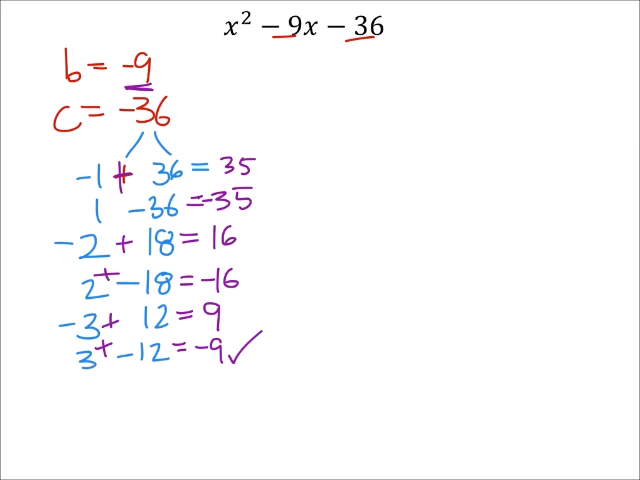 x² − 9x − 36
b = -9
c = -36
-1 + 36 = 35
1 -36 = -35
-2 + 18 = 16
2 + -18 = -16
-3 + 12 = 9
3 + -12 = -9 ✓